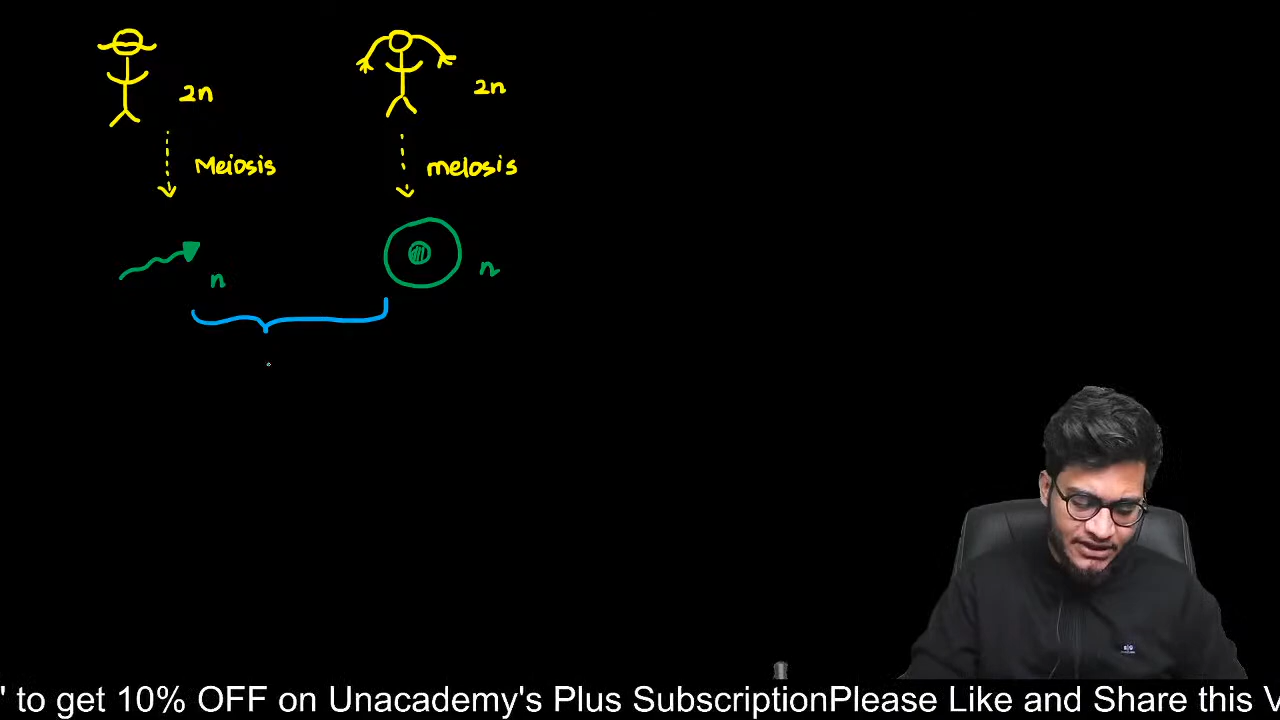 2n
2n
Meiosis
meiosis
n
n
" to get 10% OFF on Unacademy's Plus SubscriptionPlease Like and Share this V